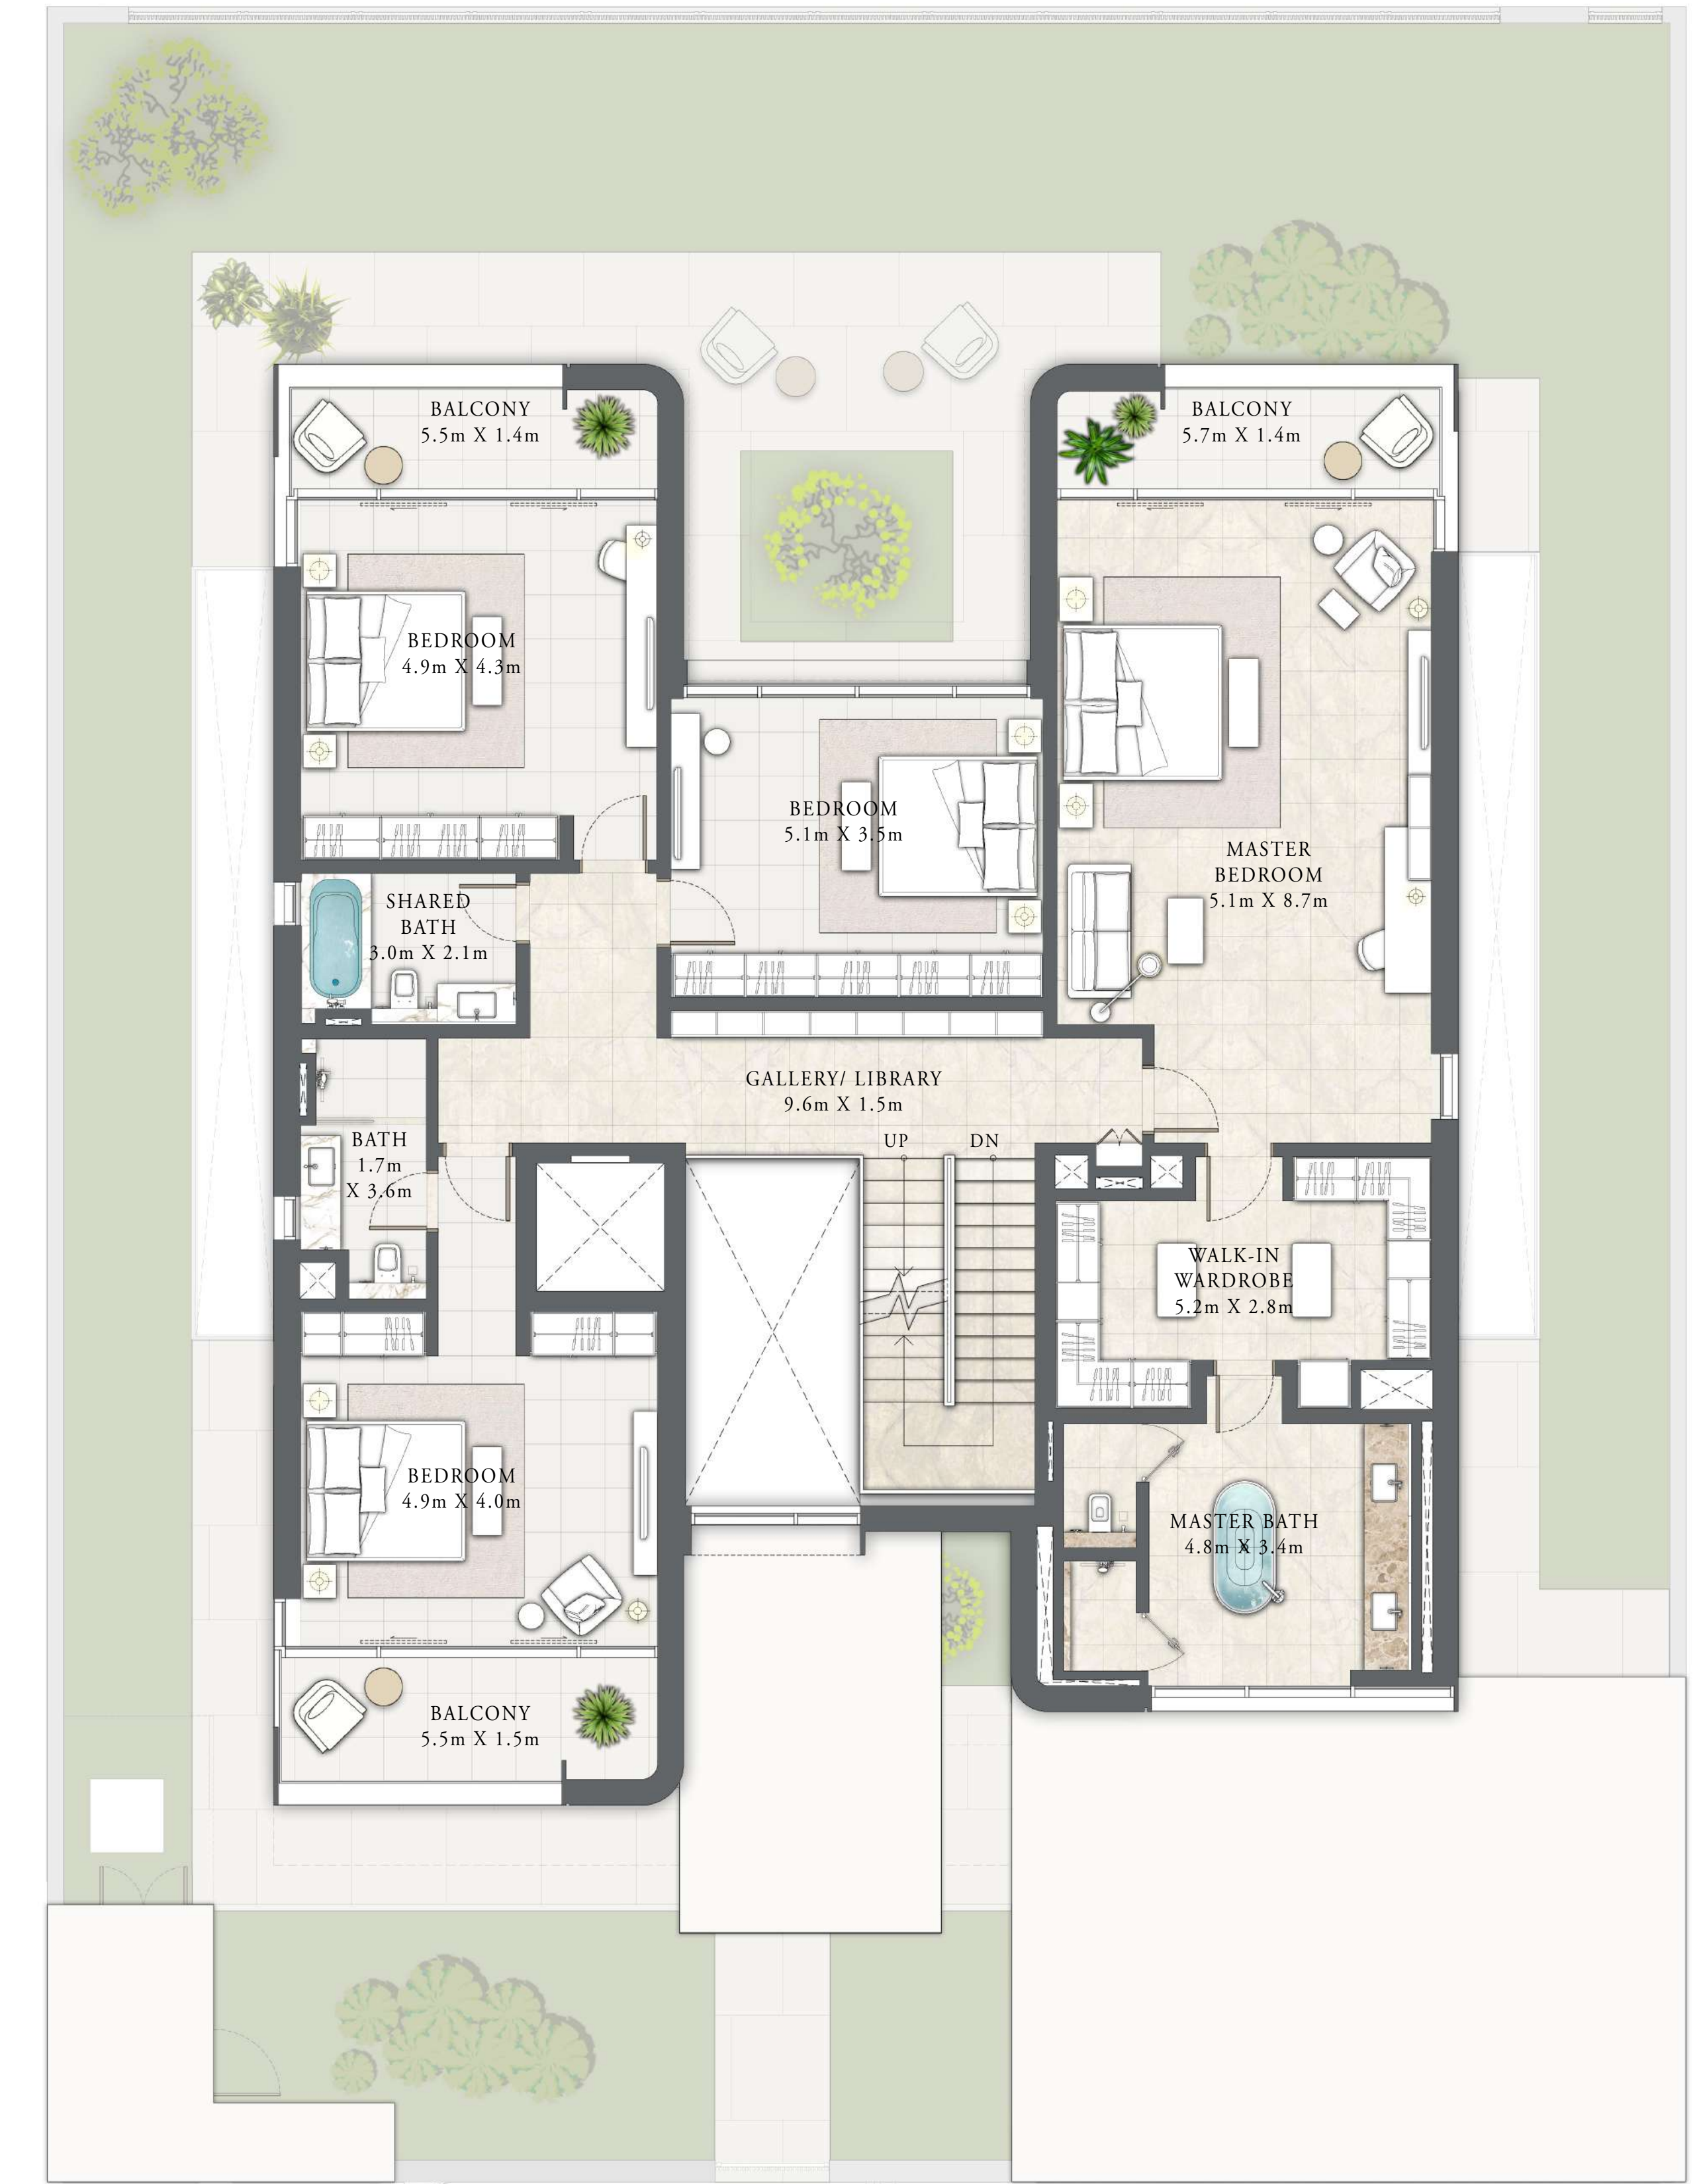 BALCONY
5.5m X 1.4m
BALCONY
5.7m X 1.4m
BEDROOM
4.9m X 4.3m
BEDROOM
5.1m X 3.5m
MASTER
BEDROOM
5.1m X 8.7m
SHARED
BATH
3.0m X 2.1m
GALLERY/ LIBRARY
9.6m X 1.5m
UP
DN
BATH
1.7m
X 3.6m
WALK-IN
WARDROBE
5.2m X 2.8m
BEDROOM
4.9m X 4.0m
MASTER BATH
4.8m X 3.4m
BALCONY
5.5m X 1.5m